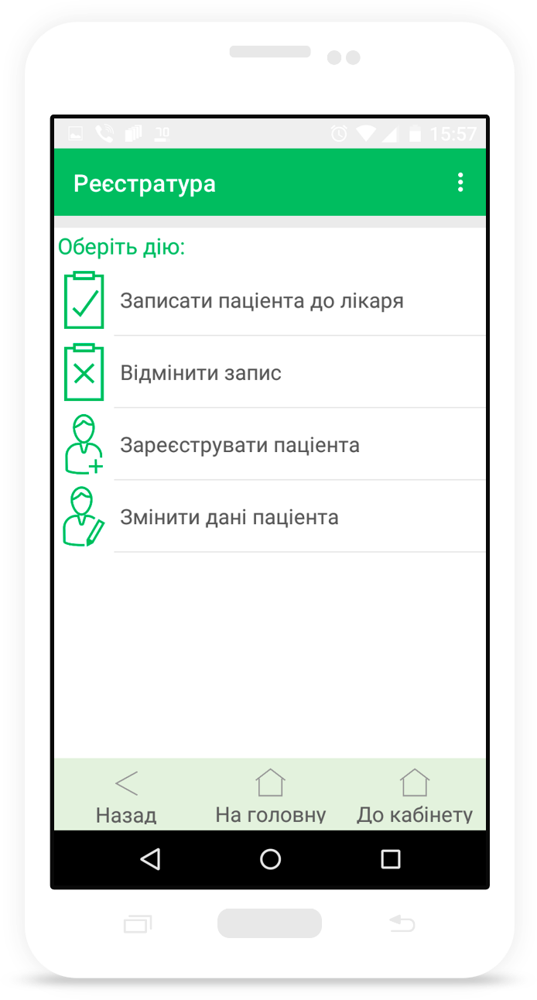 15:57
Реєстратура
Оберіть дію:
Записати пацієнта до лікаря
Відмінити запис
Зареєструвати пацієнта
Змінити дані пацієнта
Назад
На головну
До кабінету